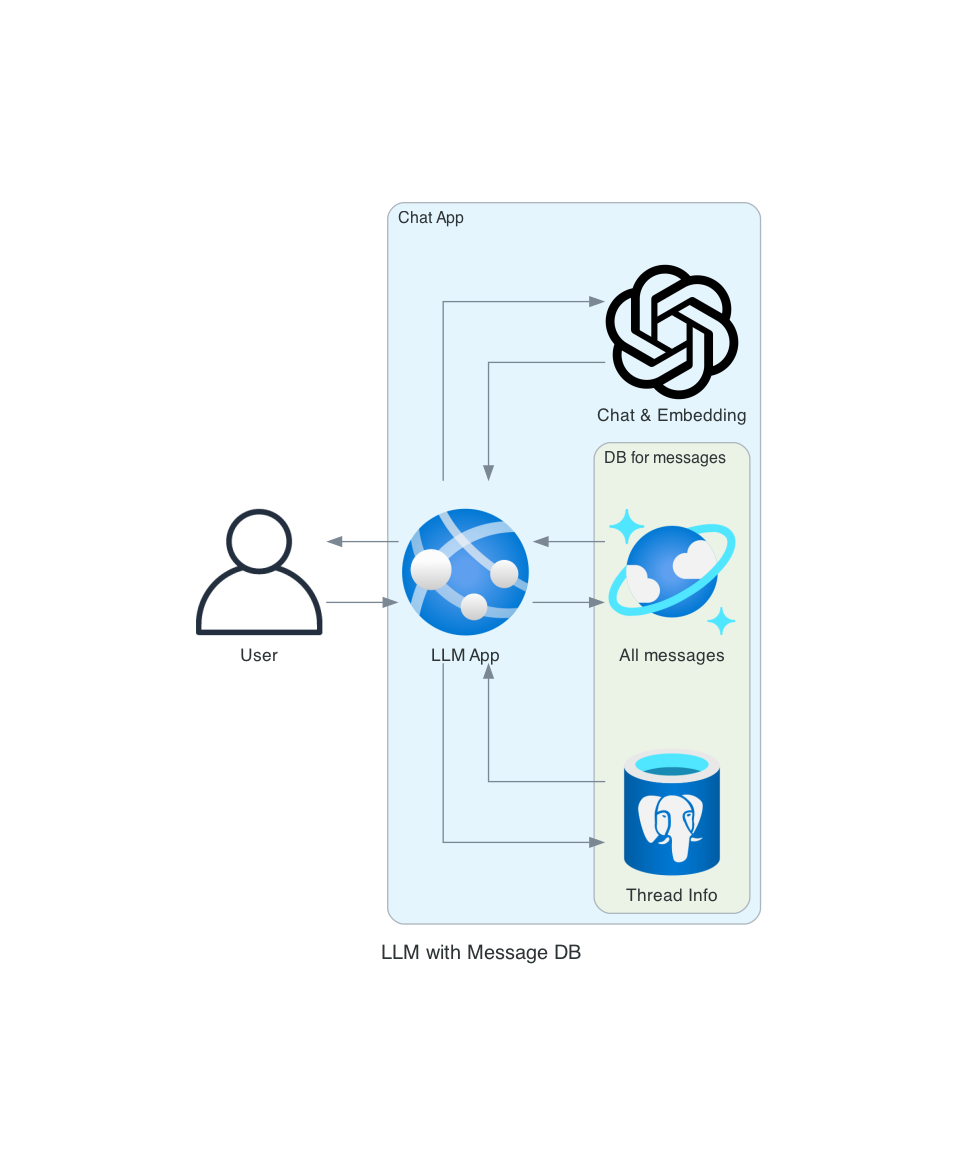 Chat App
Chat & Embedding
DB for messages
User
LLM App
All messages
Thread Info
LLM with Message DB